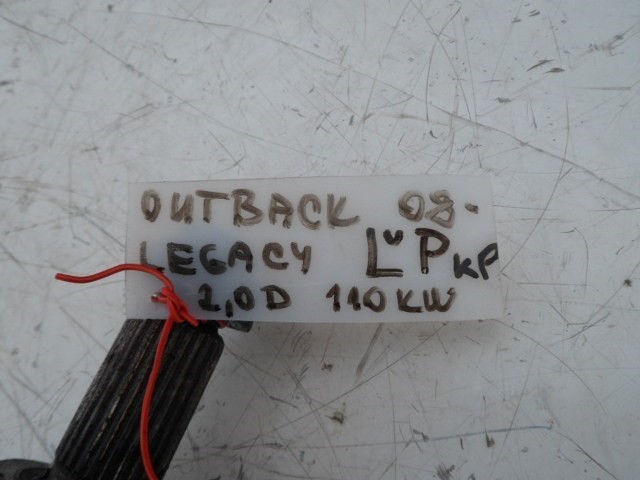 OUTBACK 08-
LEGACY L"P KP
2,0D 110KW